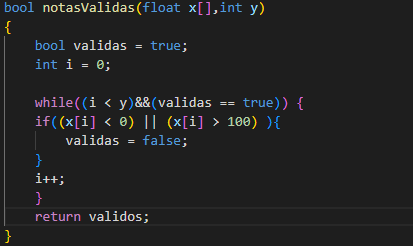 bool notasValidas(float x[],int y)
{
    bool validas = true;
    int i = 0;

    while((i < y)&&(validas == true)) {
    if((x[i] < 0) || (x[i] > 100) ){
        validas = false;
    }
    i++;
    }
    return validos;
}